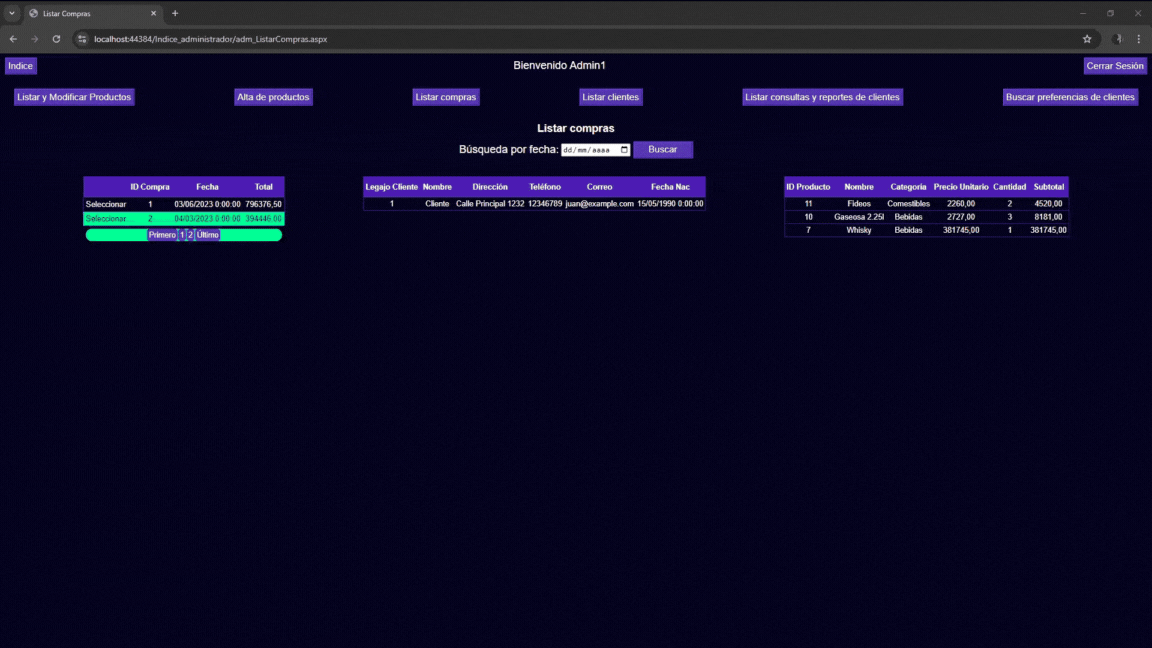 Listar Compras
localhost:44384/Indice_administrador/adm_ListarCompras.aspx
Indice Bienvenido Admin1 Cerrar Sesión
Listar y Modificar Productos Alta de productos Listar compras Listar clientes Listar consultas y reportes de clientes Buscar preferencias de clientes
Listar compras
Búsqueda por fecha: dd/mm/aaaa Buscar
ID Compra Fecha Total
Seleccionar 1 03/06/2023 0:00:00 796376,50
Seleccionar 2 04/03/2023 0:00:00 394446,00
Primero 1 2 Último
Legajo Cliente Nombre Dirección Teléfono Correo Fecha Nac
1 Cliente Calle Principal 1232 12346789 juan@example.com 15/05/1990 0:00:00
ID Producto Nombre Categoria Precio Unitario Cantidad Subtotal
11 Fideos Comestibles 2260,00 2 4520,00
10 Gaseosa 2.25l Bebidas 2727,00 3 8181,00
7 Whisky Bebidas 381745,00 1 381745,00